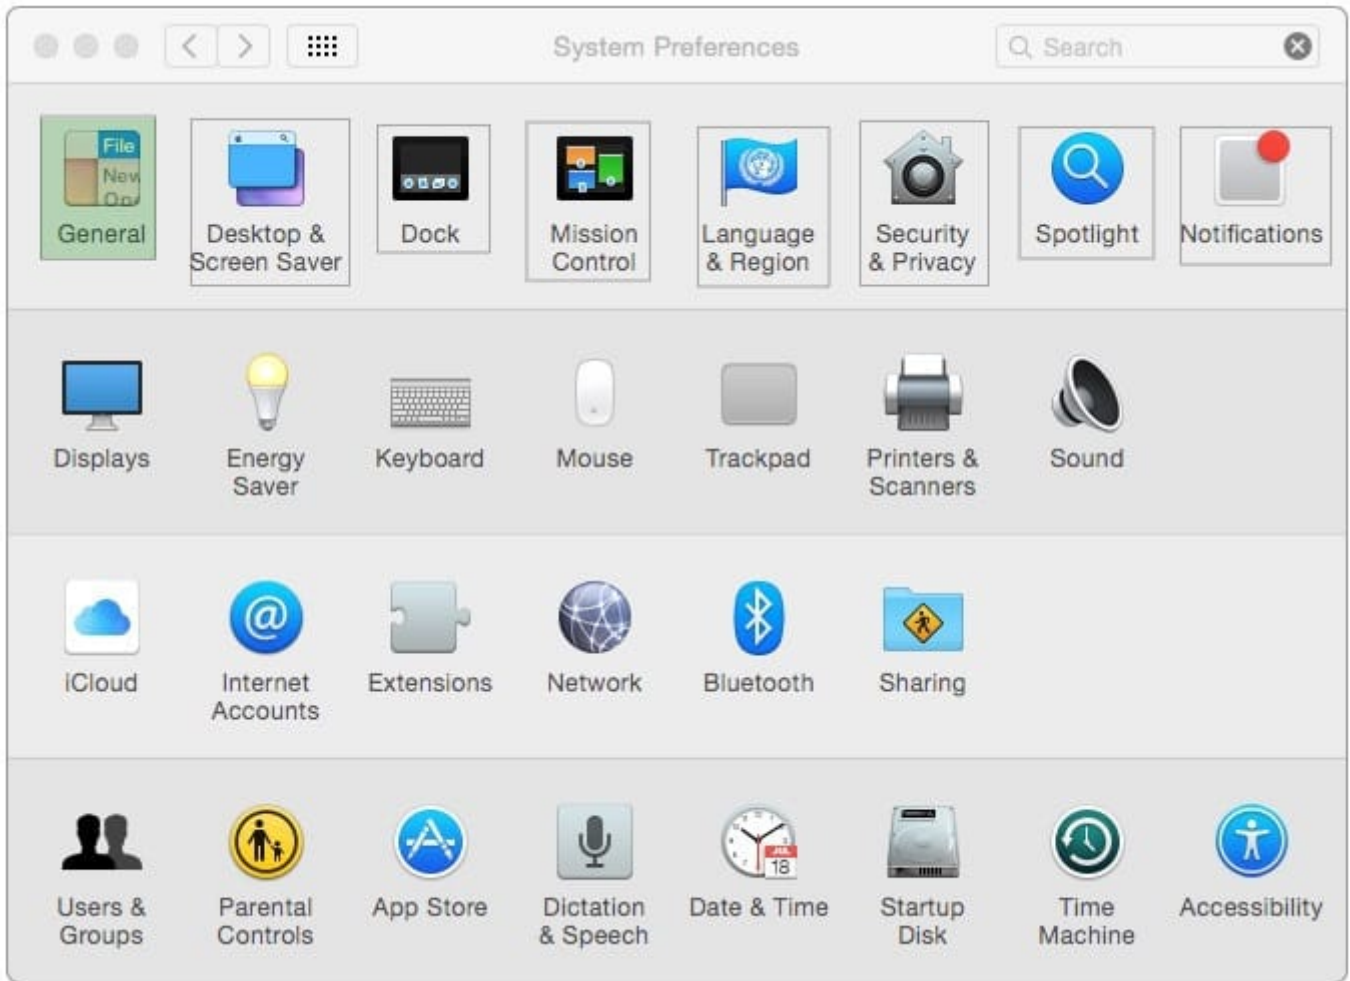 System Preferences
Search
File
New
General
Desktop &
Screen Saver
Dock
Mission
Control
Language
& Region
Security
& Privacy
Spotlight
Notifications
Displays
Energy
Saver
Keyboard
Mouse
Trackpad
Printers &
Scanners
Sound
iCloud
@
Internet
Accounts
Extensions
Network
Bluetooth
Sharing
Users &
Groups
Parental
Controls
App Store
Dictation
& Speech
JUL
18
Date & Time
Startup
Disk
Time
Machine
Accessibility